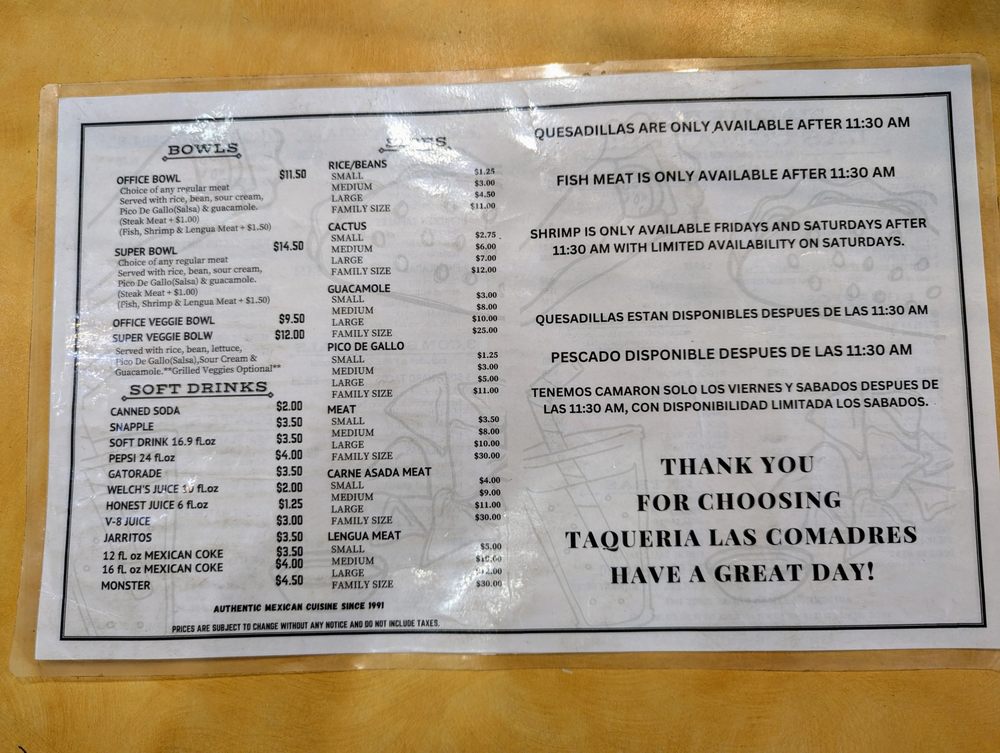 BOWLS
OFFICE BOWL $11.50
Choice of any regular meat
Served with rice, bean, sour cream,
Pico De Gallo(Salsa) & guacamole.
(Steak Meat + $1.00)
(Fish, Shrimp & Lengua Meat + $1.50)
SUPER BOWL $14.50
Choice of any regular meat
Served with rice, bean, sour cream,
Pico De Gallo(Salsa) & guacamole.
(Steak Meat + $1.00)
(Fish, Shrimp & Lengua Meat + $1.50)
OFFICE VEGGIE BOWL $9.50
SUPER VEGGIE BOLW $12.00
Served with rice, bean, lettuce,
Pico De Gallo(Salsa),Sour Cream &
Guacamole.**Grilled Veggies Optional**
SOFT DRINKS
CANNED SODA $2.00
SNAPPLE $3.50
SOFT DRINK 16.9 fl.oz $3.50
PEPSI 24 fl.oz $4.00
GATORADE $3.50
WELCH'S JUICE fl.oz $2.00
HONEST JUICE 6 fl.oz $1.25
V-8 JUICE $3.00
JARRITOS $3.50
12 fl. oz MEXICAN COKE $3.50
16 fl. oz MEXICAN COKE $4.00
MONSTER $4.50
RICE/BEANS
SMALL $1.25
MEDIUM $3.00
LARGE $4.50
FAMILY SIZE $11.00
CACTUS
SMALL $2.75
MEDIUM $6.00
LARGE $7.00
FAMILY SIZE $12.00
GUACAMOLE
SMALL $3.00
MEDIUM $8.00
LARGE $10.00
FAMILY SIZE $25.00
PICO DE GALLO
SMALL $1.25
MEDIUM $3.00
LARGE $5.00
FAMILY SIZE $11.00
MEAT
SMALL $3.50
MEDIUM $8.00
LARGE $10.00
FAMILY SIZE $30.00
CARNE ASADA MEAT
SMALL $4.00
MEDIUM $9.00
LARGE $11.00
FAMILY SIZE $30.00
LENGUA MEAT
SMALL $5.00
MEDIUM
LARGE
FAMILY SIZE $30.00
AUTHENTIC MEXICAN CUISINE SINCE 1991
PRICES ARE SUBJECT TO CHANGE WITHOUT ANY NOTICE AND DO NOT INCLUDE TAXES.
QUESADILLAS ARE ONLY AVAILABLE AFTER 11:30 AM
FISH MEAT IS ONLY AVAILABLE AFTER 11:30 AM
SHRIMP IS ONLY AVAILABLE FRIDAYS AND SATURDAYS AFTER
11:30 AM WITH LIMITED AVAILABILITY ON SATURDAYS.
QUESADILLAS ESTAN DISPONIBLES DESPUES DE LAS 11:30 AM
PESCADO DISPONIBLE DESPUES DE LAS 11:30 AM
TENEMOS CAMARON SOLO LOS VIERNES Y SABADOS DESPUES DE
LAS 11:30 AM, CON DISPONIBILIDAD LIMITADA LOS SABADOS.
THANK YOU
FOR CHOOSING
TAQUERIA LAS COMADRES
HAVE A GREAT DAY!